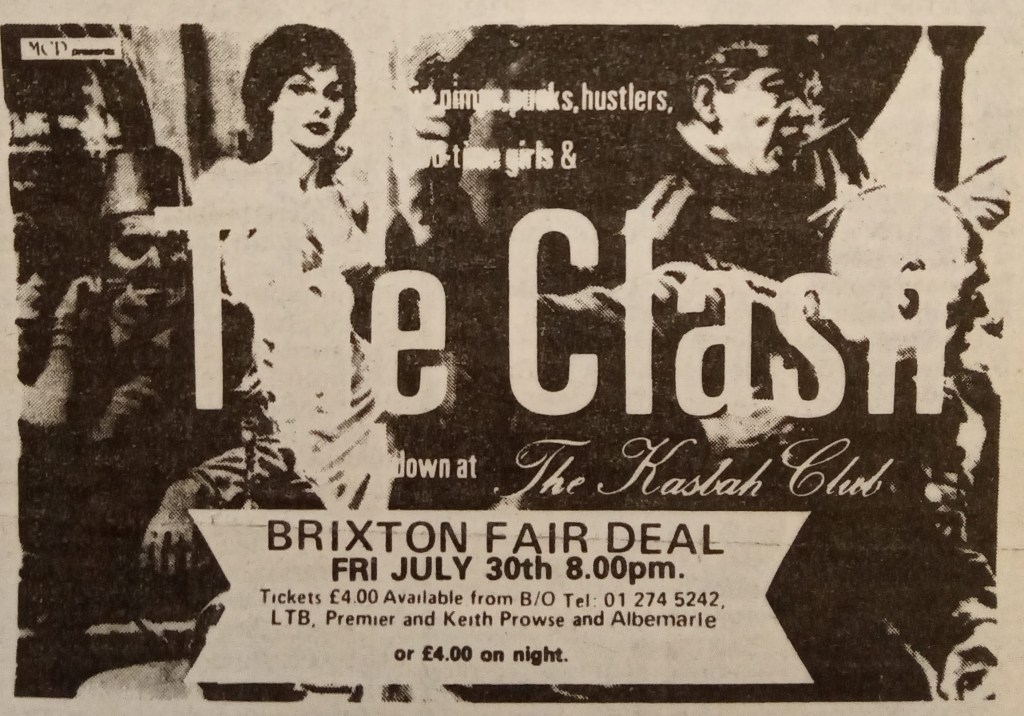 MCP presents
pimps, punks, hustlers,
girls &
The Clash
down at The Kasbah Club
BRIXTON FAIR DEAL
FRI JULY 30th 8.00pm.
Tickets £4.00 Available from B/O Tel: 01 274 5242,
LTB, Premier and Keith Prowse and Albemarle
or £4.00 on night.